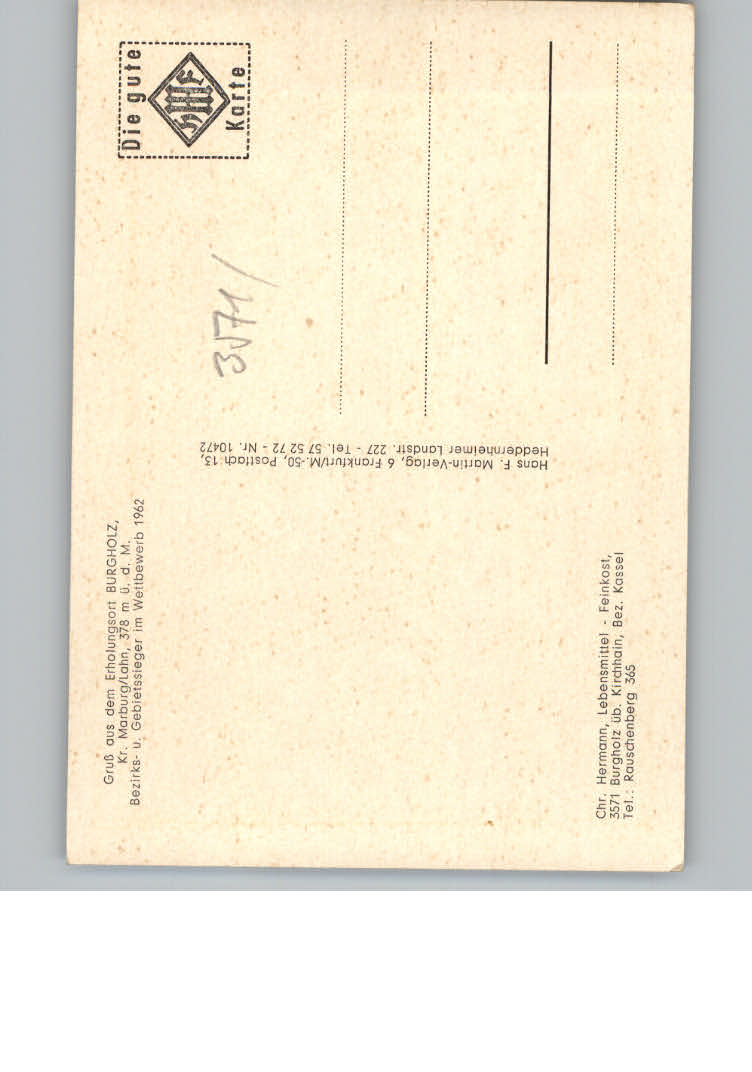 Gruß aus dem Erholungsort BURGHOLZ,
Kr. Marburg/Lahn, 378 m ü. d. M.
Bezirks- u. Gebietssieger im Wettbewerb 1962
Die gute
Karte
3571/
Hans F. Martin-Verlag, 6 Frankfurt/M.-50, Postfach 13,
Heddernheimer Landstr. 227 - Tel. 57 52 72 - Nr. 10472
Chr. Hermann, Lebensmittel - Feinkost,
3571 Burgholz üb. Kirchhain, Bez. Kassel
Tel.: Rauschenberg 365